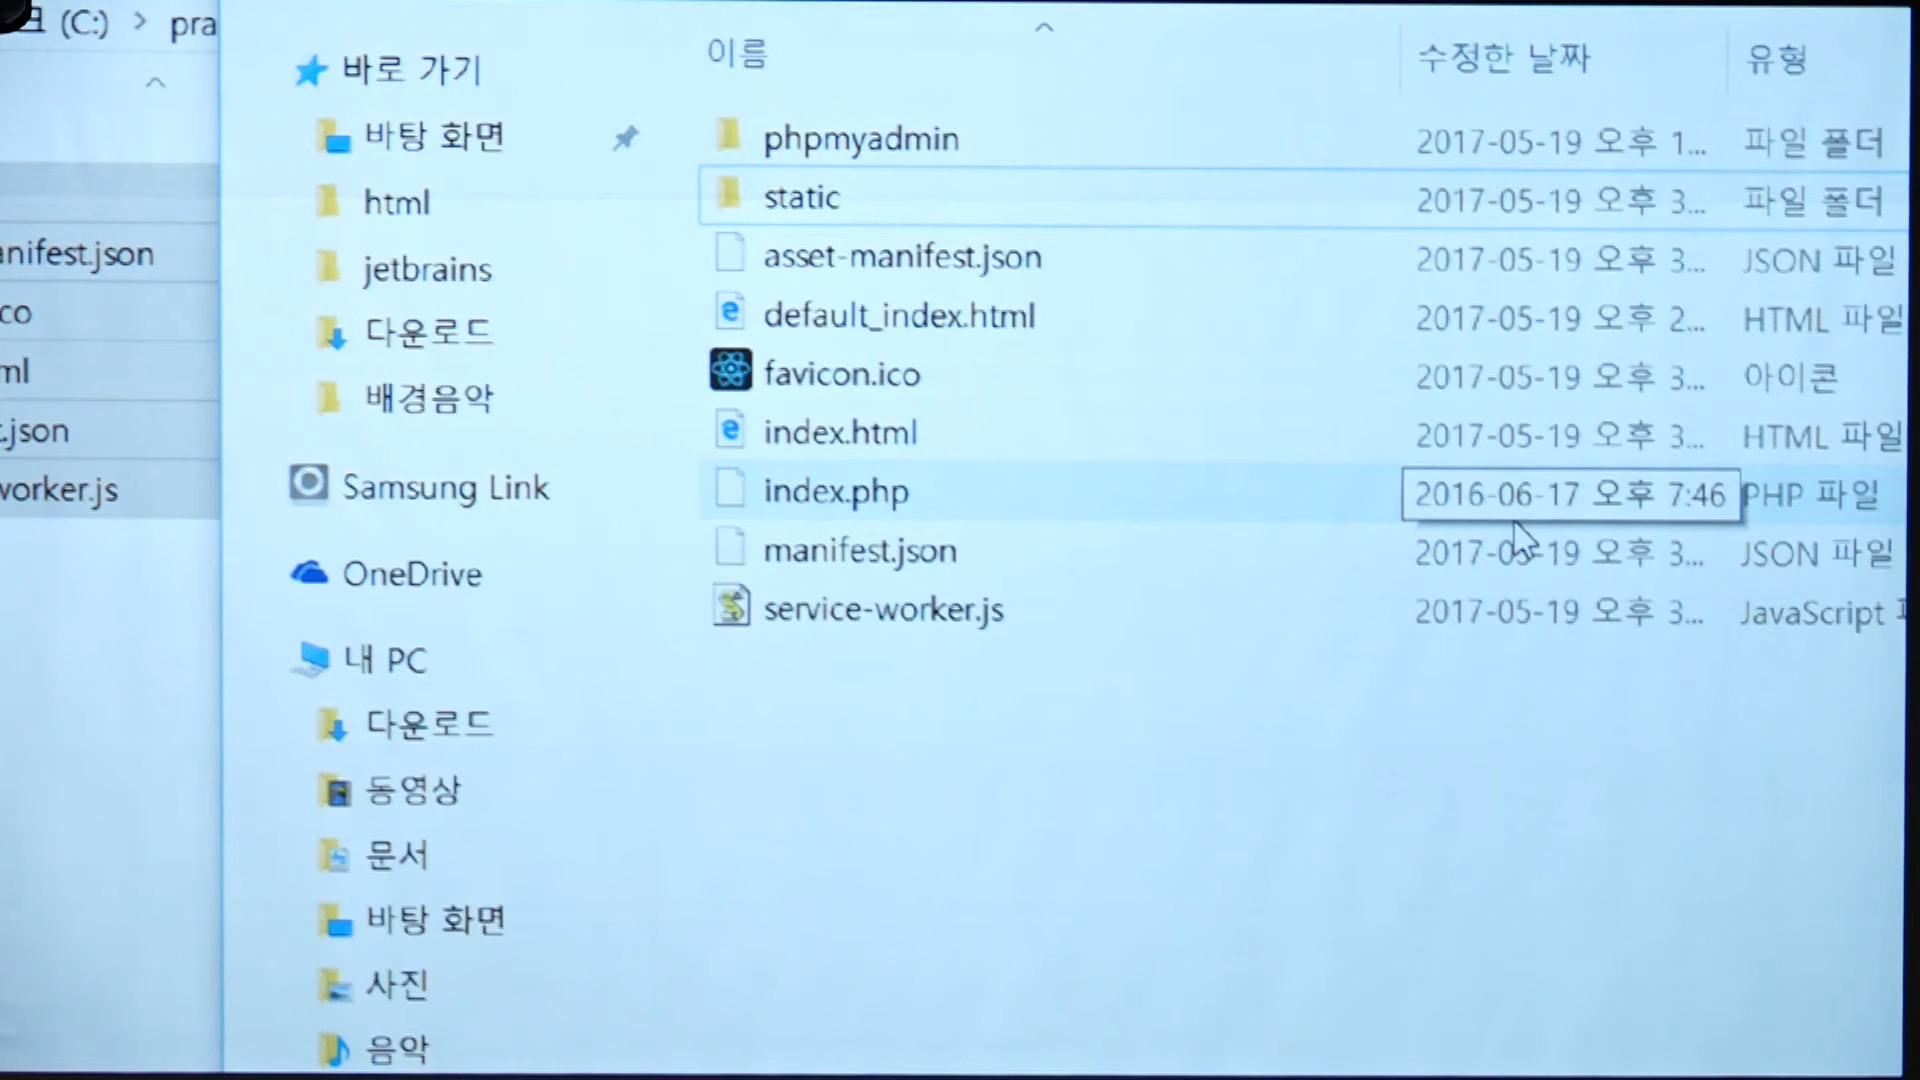 (C:) > pra
nifest.json
co
ml
.json
worker.js
바로 가기
바탕 화면
html
jetbrains
다운로드
배경음악
Samsung Link
OneDrive
내 PC
다운로드
동영상
문서
바탕 화면
사진
음악
이름 수정한 날짜 유형
phpmyadmin 2017-05-19 오후 1... 파일 폴더
static 2017-05-19 오후 3... 파일 폴더
asset-manifest.json 2017-05-19 오후 3... JSON 파일
default_index.html 2017-05-19 오후 2... HTML 파일
favicon.ico 2017-05-19 오후 3... 아이콘
index.html 2017-05-19 오후 3... HTML 파일
index.php 2016-06-17 오후 7:46 PHP 파일
manifest.json 2017-05-19 오후 3... JSON 파일
service-worker.js 2017-05-19 오후 3... JavaScript